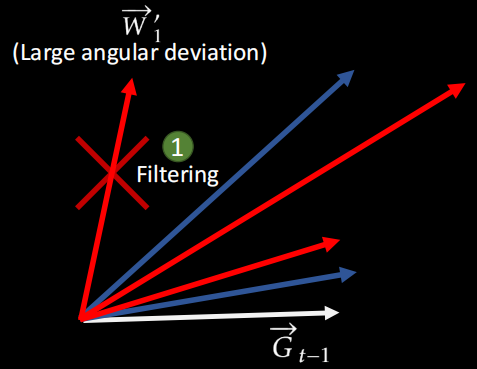 W⃗′₁
(Large angular deviation)
1
Filtering
G⃗ₜ₋₁